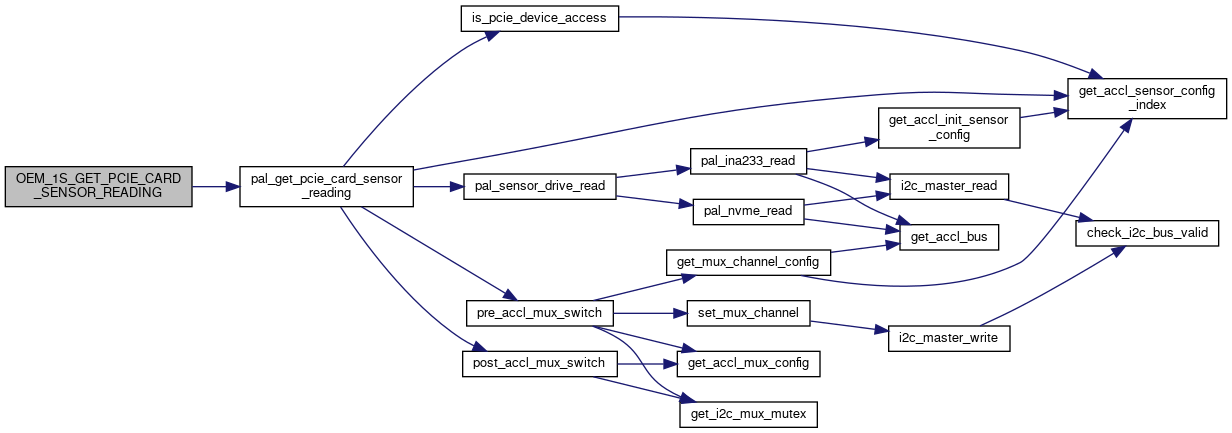 is_pcie_device_access
get_accl_sensor_config
_index
get_accl_init_sensor
_config
OEM_1S_GET_PCIE_CARD
_SENSOR_READING
pal_get_pcie_card_sensor
_reading
pal_sensor_drive_read
pal_ina233_read
pal_nvme_read
i2c_master_read
get_accl_bus
check_i2c_bus_valid
get_mux_channel_config
pre_accl_mux_switch
set_mux_channel
i2c_master_write
post_accl_mux_switch
get_accl_mux_config
get_i2c_mux_mutex